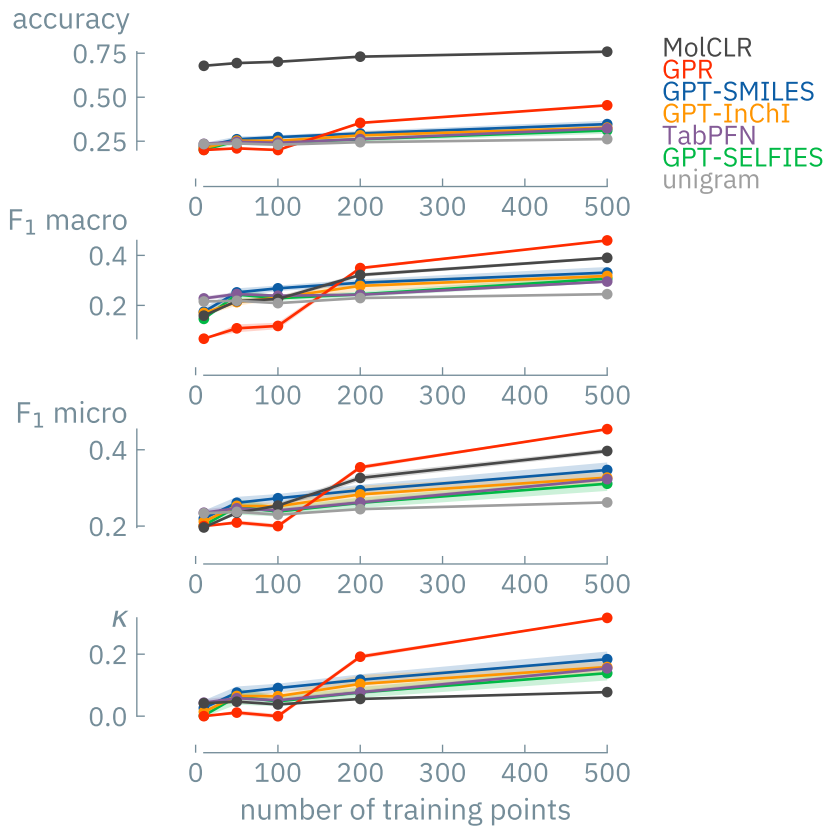 accuracy
0.75
0.50
0.25
0 100 200 300 400 500
MolCLR
GPR
GPT-SMILES
GPT-InChI
TabPFN
GPT-SELFIES
unigram
F₁ macro
0.4
0.2
0 100 200 300 400 500
F₁ micro
0.4
0.2
0 100 200 300 400 500
κ
0.2
0.0
0 100 200 300 400 500
number of training points